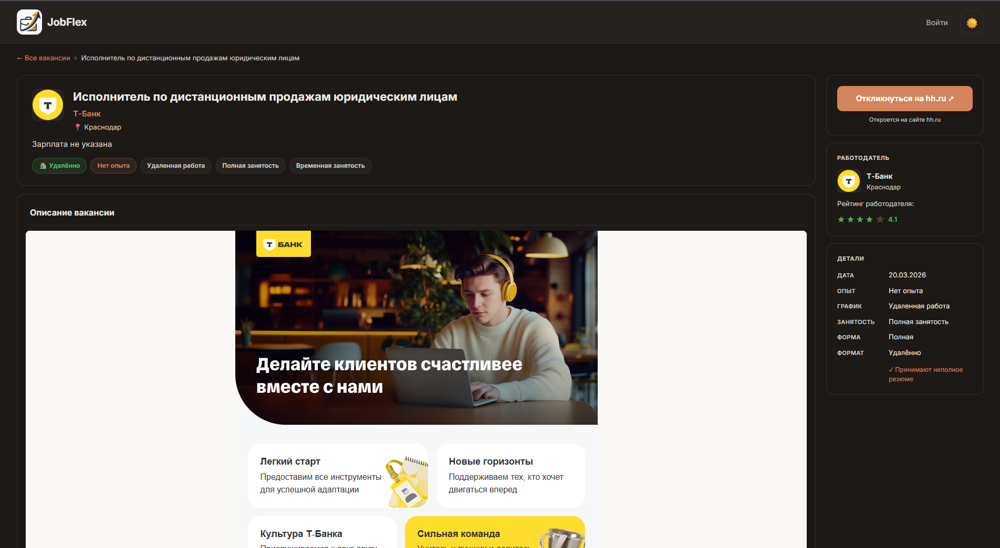 JobFlex
Войти
← Все вакансии › Исполнитель по дистанционным продажам юридическим лицам
Исполнитель по дистанционным продажам юридическим лицам
Т-Банк
Краснодар
Зарплата не указана
Удалённо
Нет опыта
Удаленная работа
Полная занятость
Временная занятость
Описание вакансии
Т БАНК
Делайте клиентов счастливее
вместе с нами
Легкий старт
Предоставим все инструменты
для успешной адаптации
Новые горизонты
Поддерживаем тех, кто хочет
двигаться вперед
Культура Т-Банка
Сильная команда
Откликнуться на hh.ru ↗
Откроется на сайте hh.ru
РАБОТОДАТЕЛЬ
Т-Банк
Краснодар
Рейтинг работодателя:
4.1
ДЕТАЛИ
ДАТА 20.03.2026
ОПЫТ Нет опыта
ГРАФИК Удаленная работа
ЗАНЯТОСТЬ Полная занятость
ФОРМА Полная
ФОРМАТ Удалённо
✓ Принимают неполное
резюме